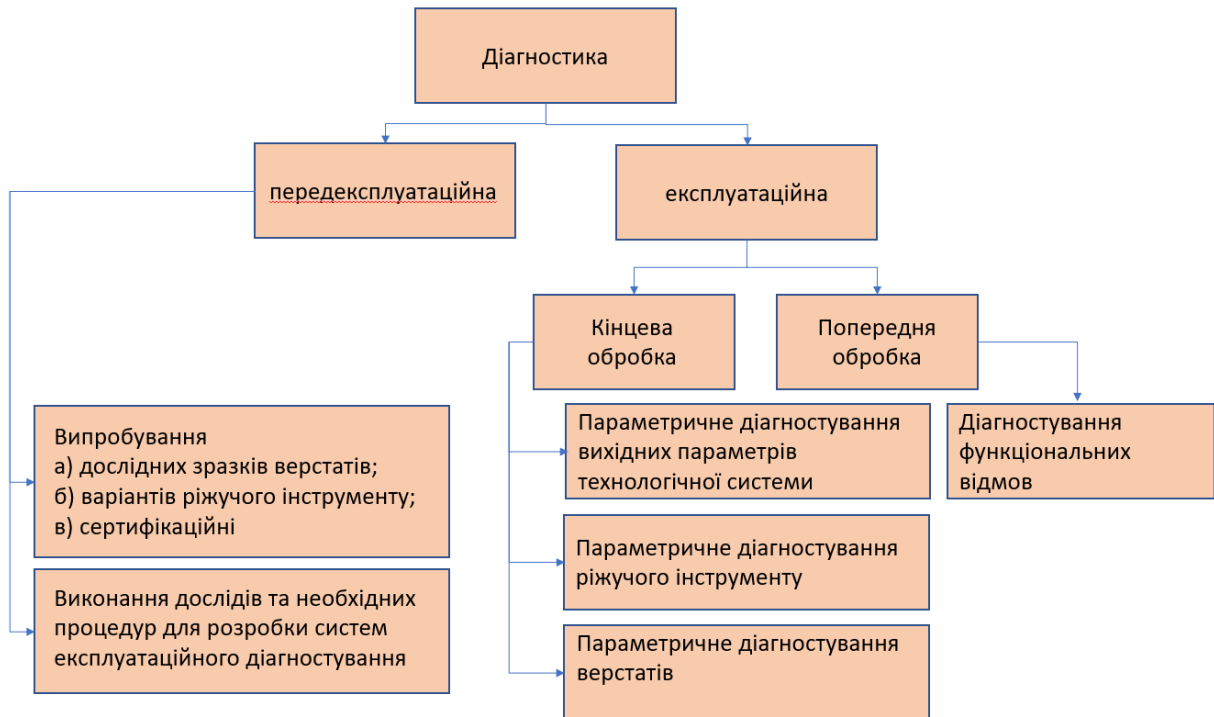 Діагностика
передексплуатаційна
експлуатаційна
Кінцева
обробка
Попередня
обробка
Випробування
а) дослідних зразків верстатів;
б) варіантів ріжучого інструменту;
в) сертифікаційні
Виконання дослідів та необхідних
процедур для розробки систем
експлуатаційного діагностування
Параметричне діагностування
вихідних параметрів
технологічної системи
Параметричне діагностування
ріжучого інструменту
Параметричне діагностування
верстатів
Діагностування
функціональних
відмов